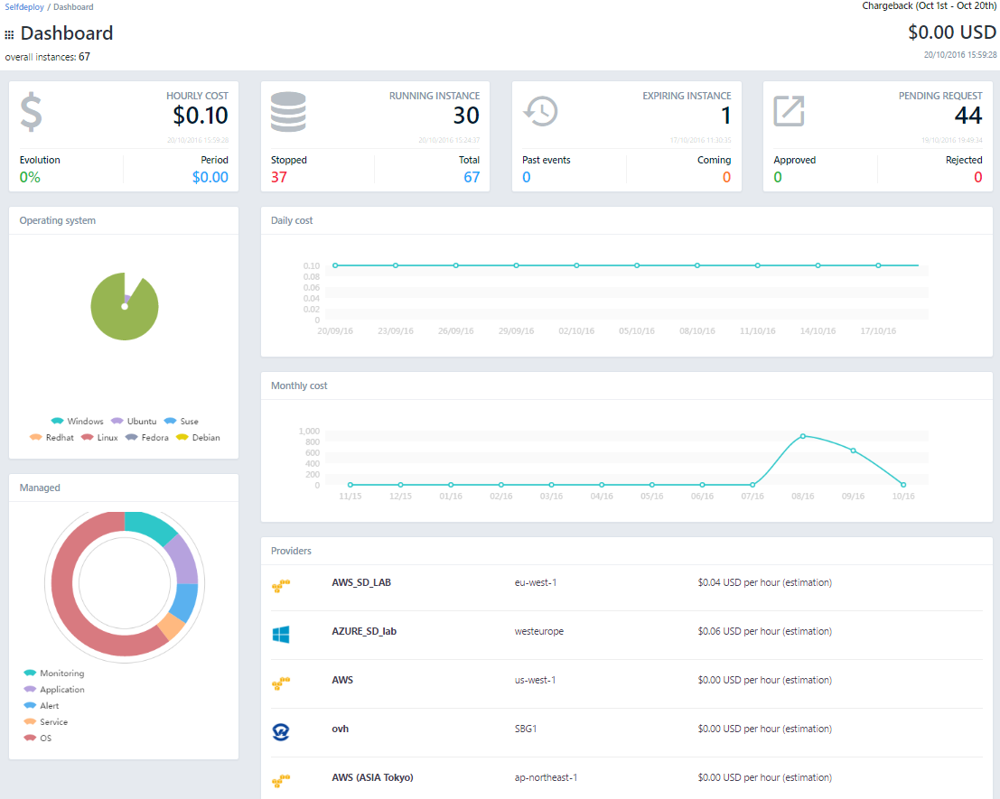 Selfdeploy / Dashboard
Chargeback (Oct 1st - Oct 20th)
Dashboard
$0.00 USD
overall instances: 67
20/10/2016 15:59:28
HOURLY COST
$0.10
20/10/2016 15:59:28
Evolution
Period
0%
$0.00
RUNNING INSTANCE
30
20/10/2016 15:24:37
Stopped
Total
37
67
EXPIRING INSTANCE
1
17/10/2016 11:30:35
Past events
Coming
0
0
PENDING REQUEST
44
19/10/2016 19:49:34
Approved
Rejected
0
0
Operating system
Windows Ubuntu Suse
Redhat Linux Fedora Debian
Managed
Monitoring
Application
Alert
Service
OS
Daily cost
0.10
0.08
0.06
0.04
0.02
0
20/09/16 23/09/16 26/09/16 29/09/16 02/10/16 05/10/16 08/10/16 11/10/16 14/10/16 17/10/16
Monthly cost
1,000
800
600
400
200
0
11/15 12/15 01/16 02/16 03/16 04/16 05/16 06/16 07/16 08/16 09/16 10/16
Providers
AWS_SD_LAB eu-west-1 $0.04 USD per hour (estimation)
AZURE_SD_lab westeurope $0.06 USD per hour (estimation)
AWS us-west-1 $0.00 USD per hour (estimation)
ovh SBG1 $0.00 USD per hour (estimation)
AWS (ASIA Tokyo) ap-northeast-1 $0.00 USD per hour (estimation)